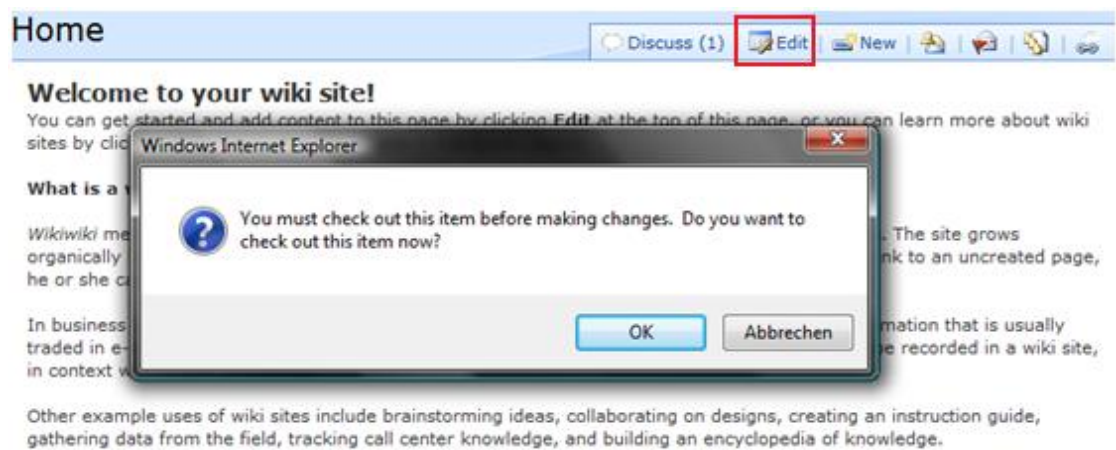 Home
Discuss (1) Edit | New | | | |
Welcome to your wiki site!
You can get started and add content to this page by clicking Edit at the top of this page, or you can learn more about wiki
sites by clic
Windows Internet Explorer
What is a
You must check out this item before making changes. Do you want to
check out this item now?
Wikiwiki me
. The site grows
organically
nk to an uncreated page,
he or she ca
In business
OK
Abbrechen
mation that is usually
traded in e-
be recorded in a wiki site,
in context w
Other example uses of wiki sites include brainstorming ideas, collaborating on designs, creating an instruction guide,
gathering data from the field, tracking call center knowledge, and building an encyclopedia of knowledge.